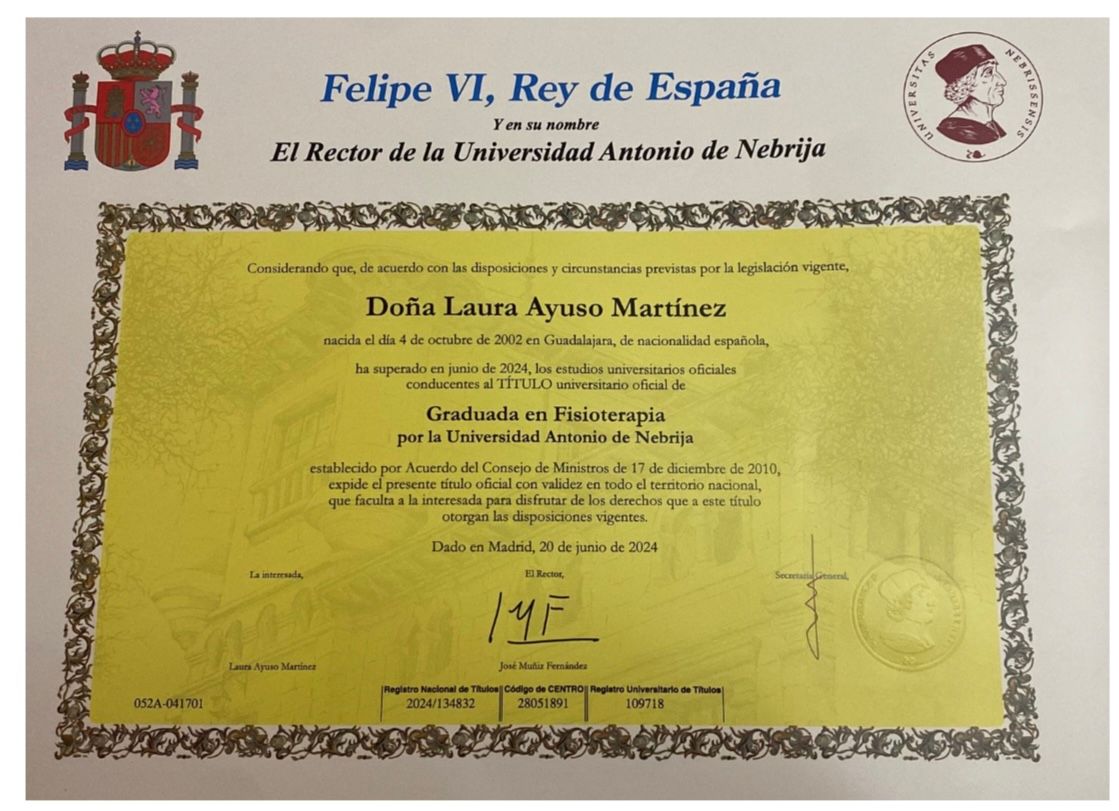 Felipe VI, Rey de España
Y en su nombre
El Rector de la Universidad Antonio de Nebrija
UNIVERSITAS NEBRISSENSIS
Considerando que, de acuerdo con las disposiciones y circunstancias previstas por la legislación vigente,
Doña Laura Ayuso Martínez
nacida el día 4 de octubre de 2002 en Guadalajara, de nacionalidad española,
ha superado en junio de 2024, los estudios universitarios oficiales
conducentes al TÍTULO universitario oficial de
Graduada en Fisioterapia
por la Universidad Antonio de Nebrija
establecido por Acuerdo del Consejo de Ministros de 17 de diciembre de 2010,
expide el presente título oficial con validez en todo el territorio nacional,
que faculta a la interesada para disfrutar de los derechos que a este título
otorgan las disposiciones vigentes.
Dado en Madrid, 20 de junio de 2024
La interesada,
El Rector,
Secretaria General,
Laura Ayuso Martínez
José Muñiz Fernández
Registro Nacional de Títulos Código de CENTRO Registro Universitario de Títulos
052A-041701 2024/134832 28051891 109718